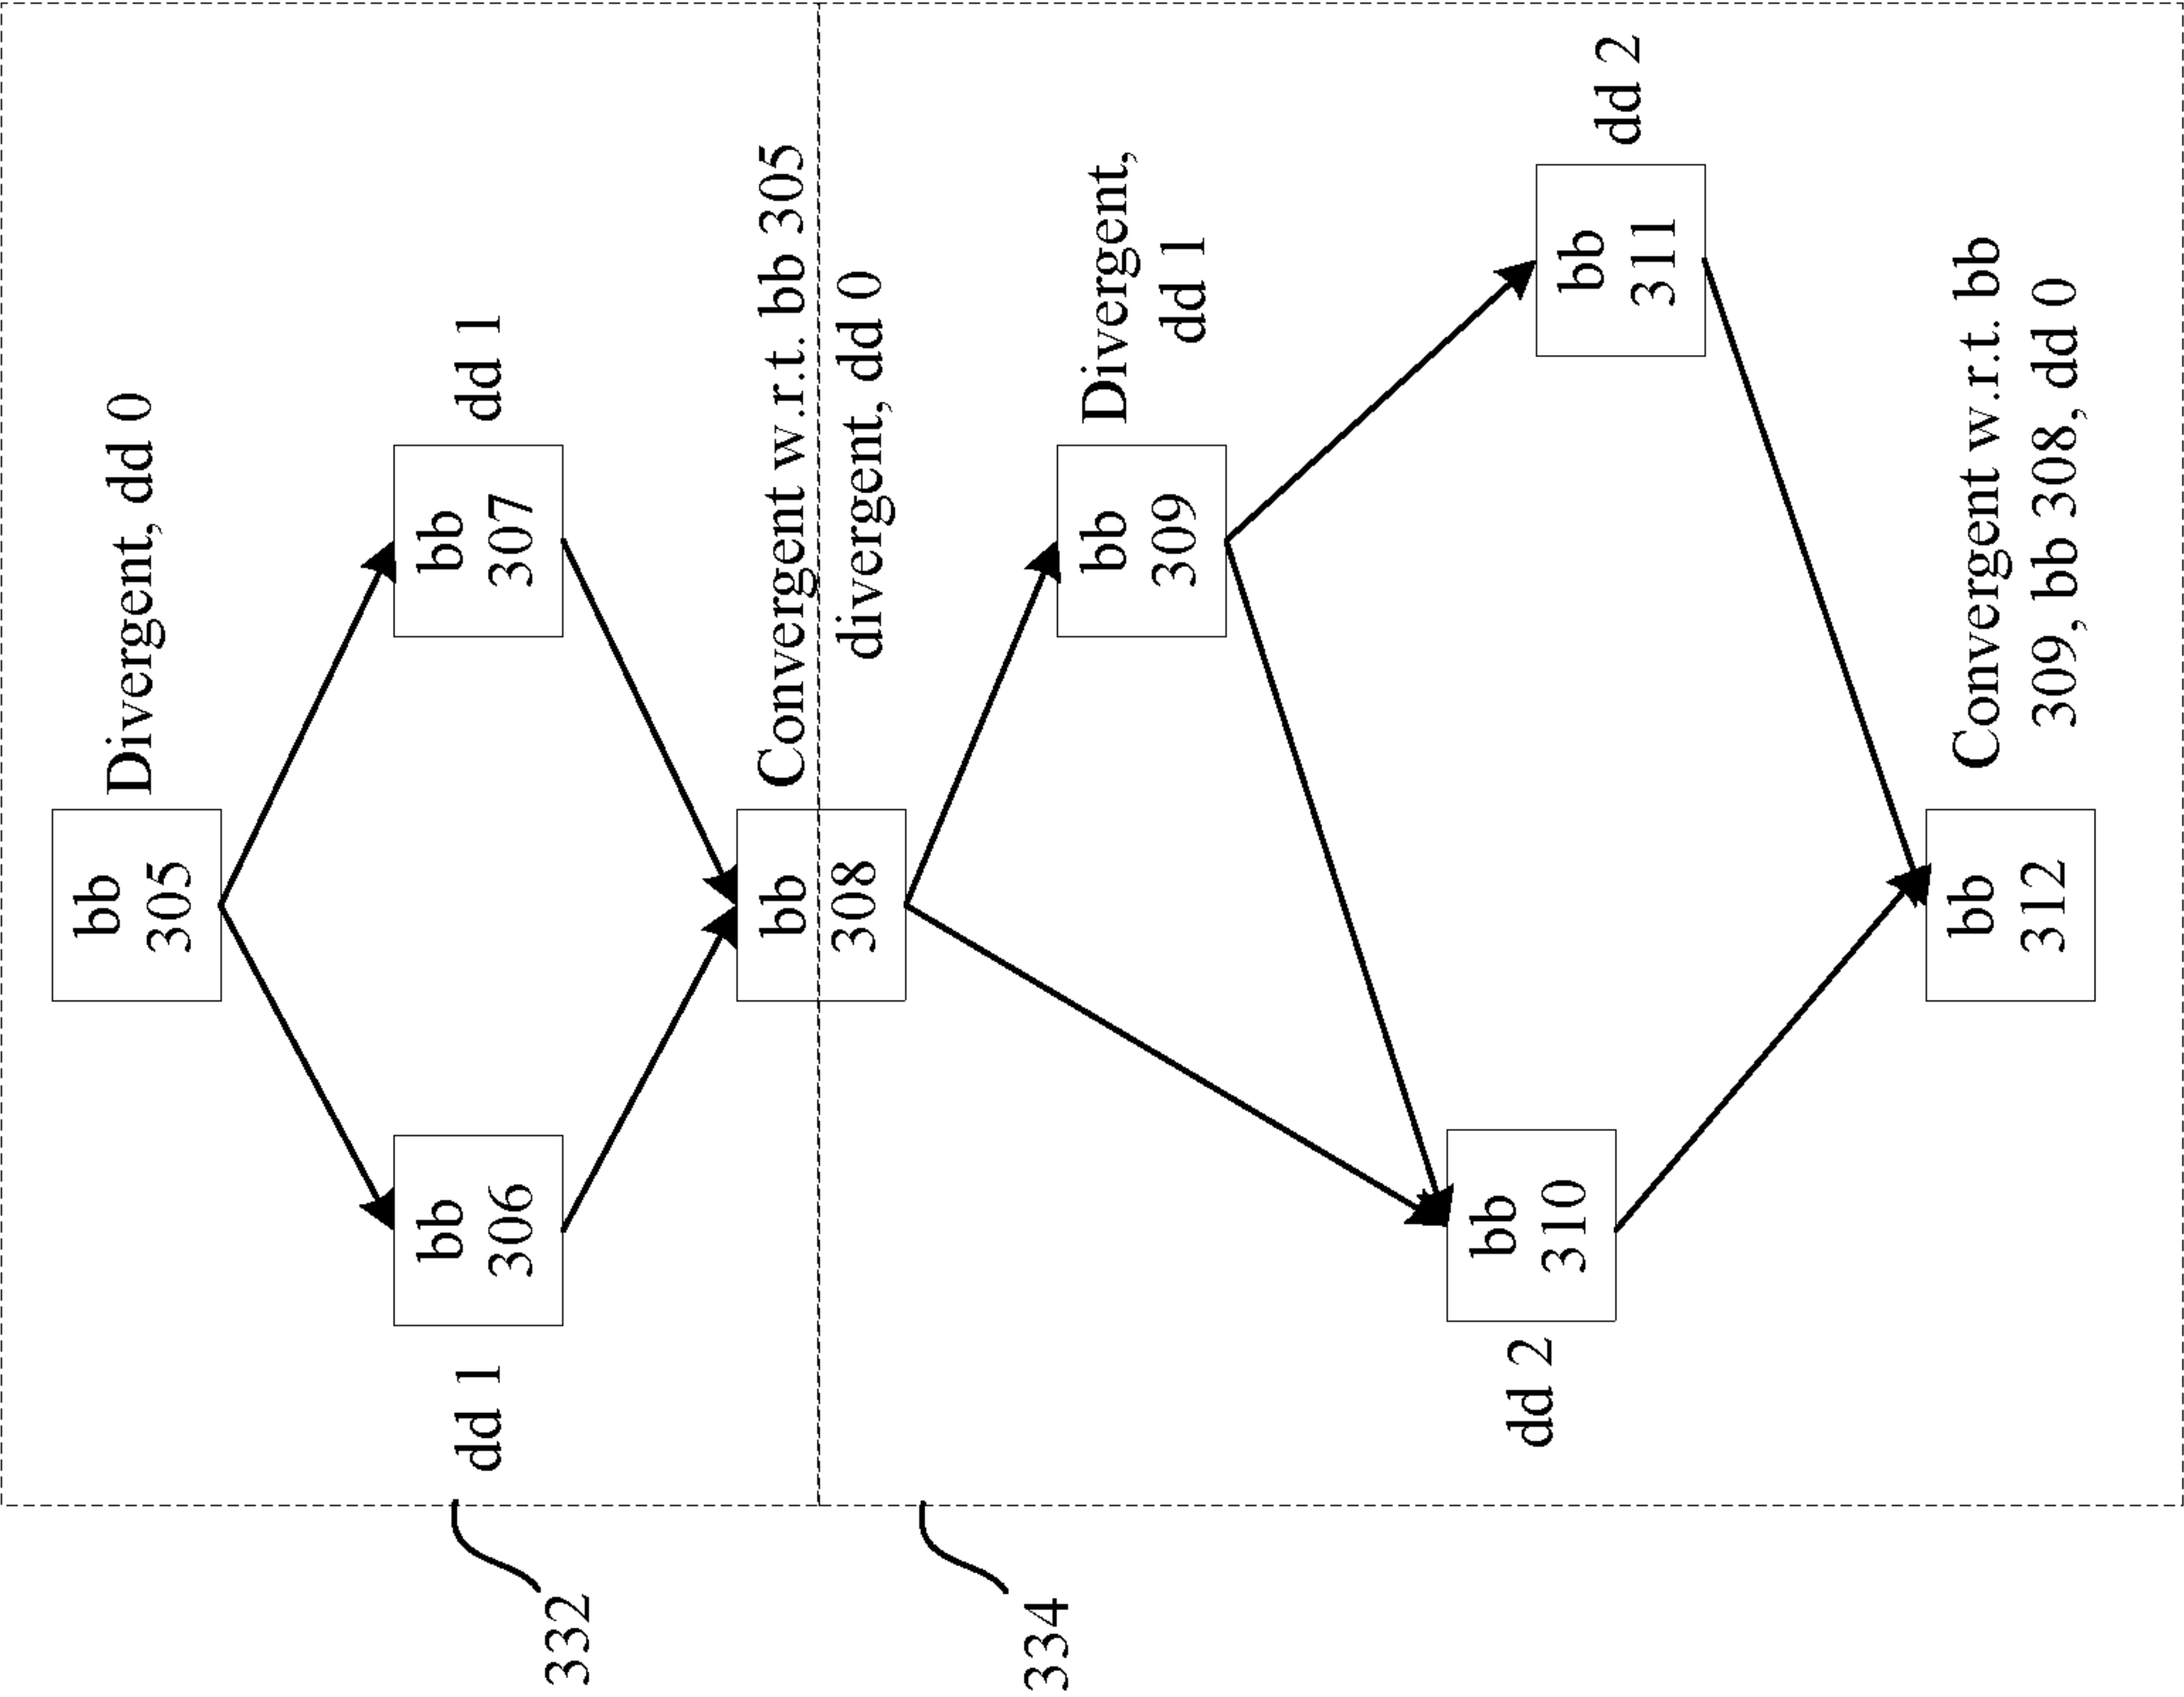 bb
305
Divergent, dd 0
dd 1
bb
306
bb
307
dd 1
332
bb
308
Convergent w.r.t. bb 305
divergent, dd 0
334
bb
309
Divergent,
dd 1
dd 2
bb
310
bb
311
dd 2
bb
312
Convergent w.r.t. bb
309, bb 308, dd 0